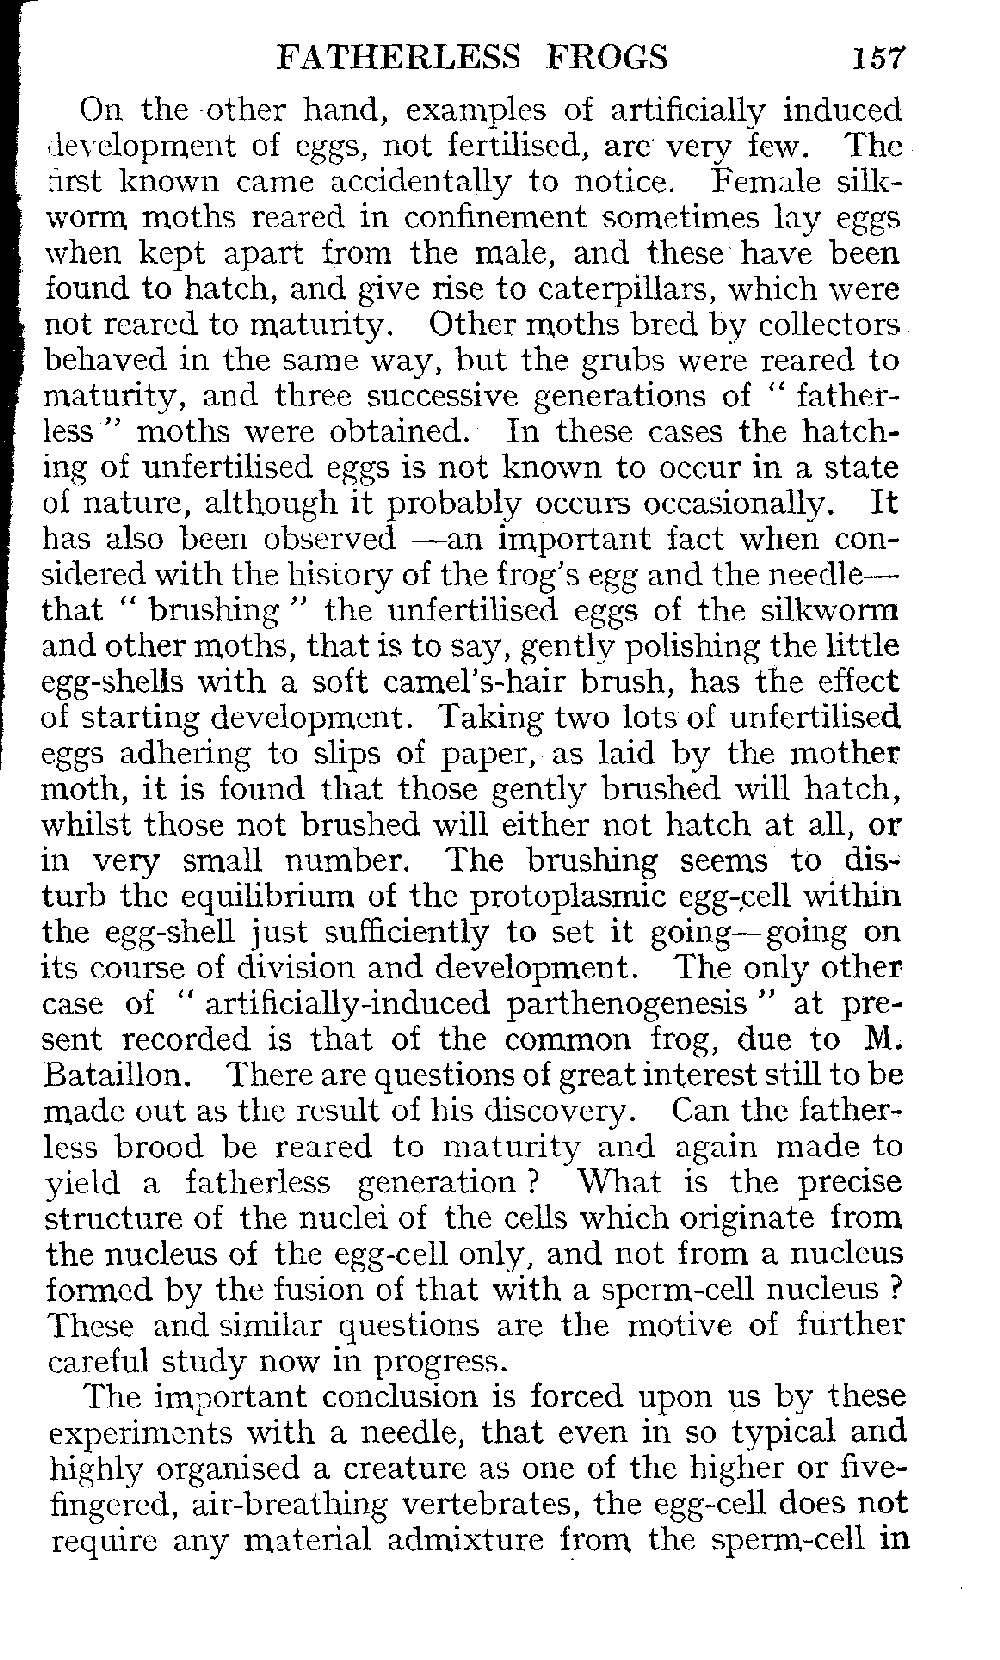 FATHERLESS FROGS 157
On the other hand, examples of artificially induced
development of eggs, not fertilised, are very few. The
first known came accidentally to notice. Female silk-
worm moths reared in confinement sometimes lay eggs
when kept apart from the male, and these have been
found to hatch, and give rise to caterpillars, which were
not reared to maturity. Other moths bred by collectors
behaved in the same way, but the grubs were reared to
maturity, and three successive generations of " father-
less " moths were obtained. In these cases the hatch-
ing of unfertilised eggs is not known to occur in a state
of nature, although it probably occurs occasionally. It
has also been observed —an important fact when con-
sidered with the history of the frog's egg and the needle—
that " brushing " the unfertilised eggs of the silkworm
and other moths, that is to say, gently polishing the little
egg-shells with a soft camel's-hair brush, has the effect
of starting development. Taking two lots of unfertilised
eggs adhering to slips of paper, as laid by the mother
moth, it is found that those gently brushed will hatch,
whilst those not brushed will either not hatch at all, or
in very small number. The brushing seems to dis-
turb the equilibrium of the protoplasmic egg-cell within
the egg-shell just sufficiently to set it going—going on
its course of division and development. The only other
case of " artificially-induced parthenogenesis " at pre-
sent recorded is that of the common frog, due to M.
Bataillon. There are questions of great interest still to be
made out as the result of his discovery. Can the father-
less brood be reared to maturity and again made to
yield a fatherless generation ? What is the precise
structure of the nuclei of the cells which originate from
the nucleus of the egg-cell only, and not from a nucleus
formed by the fusion of that with a sperm-cell nucleus ?
These and similar questions are the motive of further
careful study now in progress.
The important conclusion is forced upon us by these
experiments with a needle, that even in so typical and
highly organised a creature as one of the higher or five-
fingered, air-breathing vertebrates, the egg-cell does not
require any material admixture from the sperm-cell in